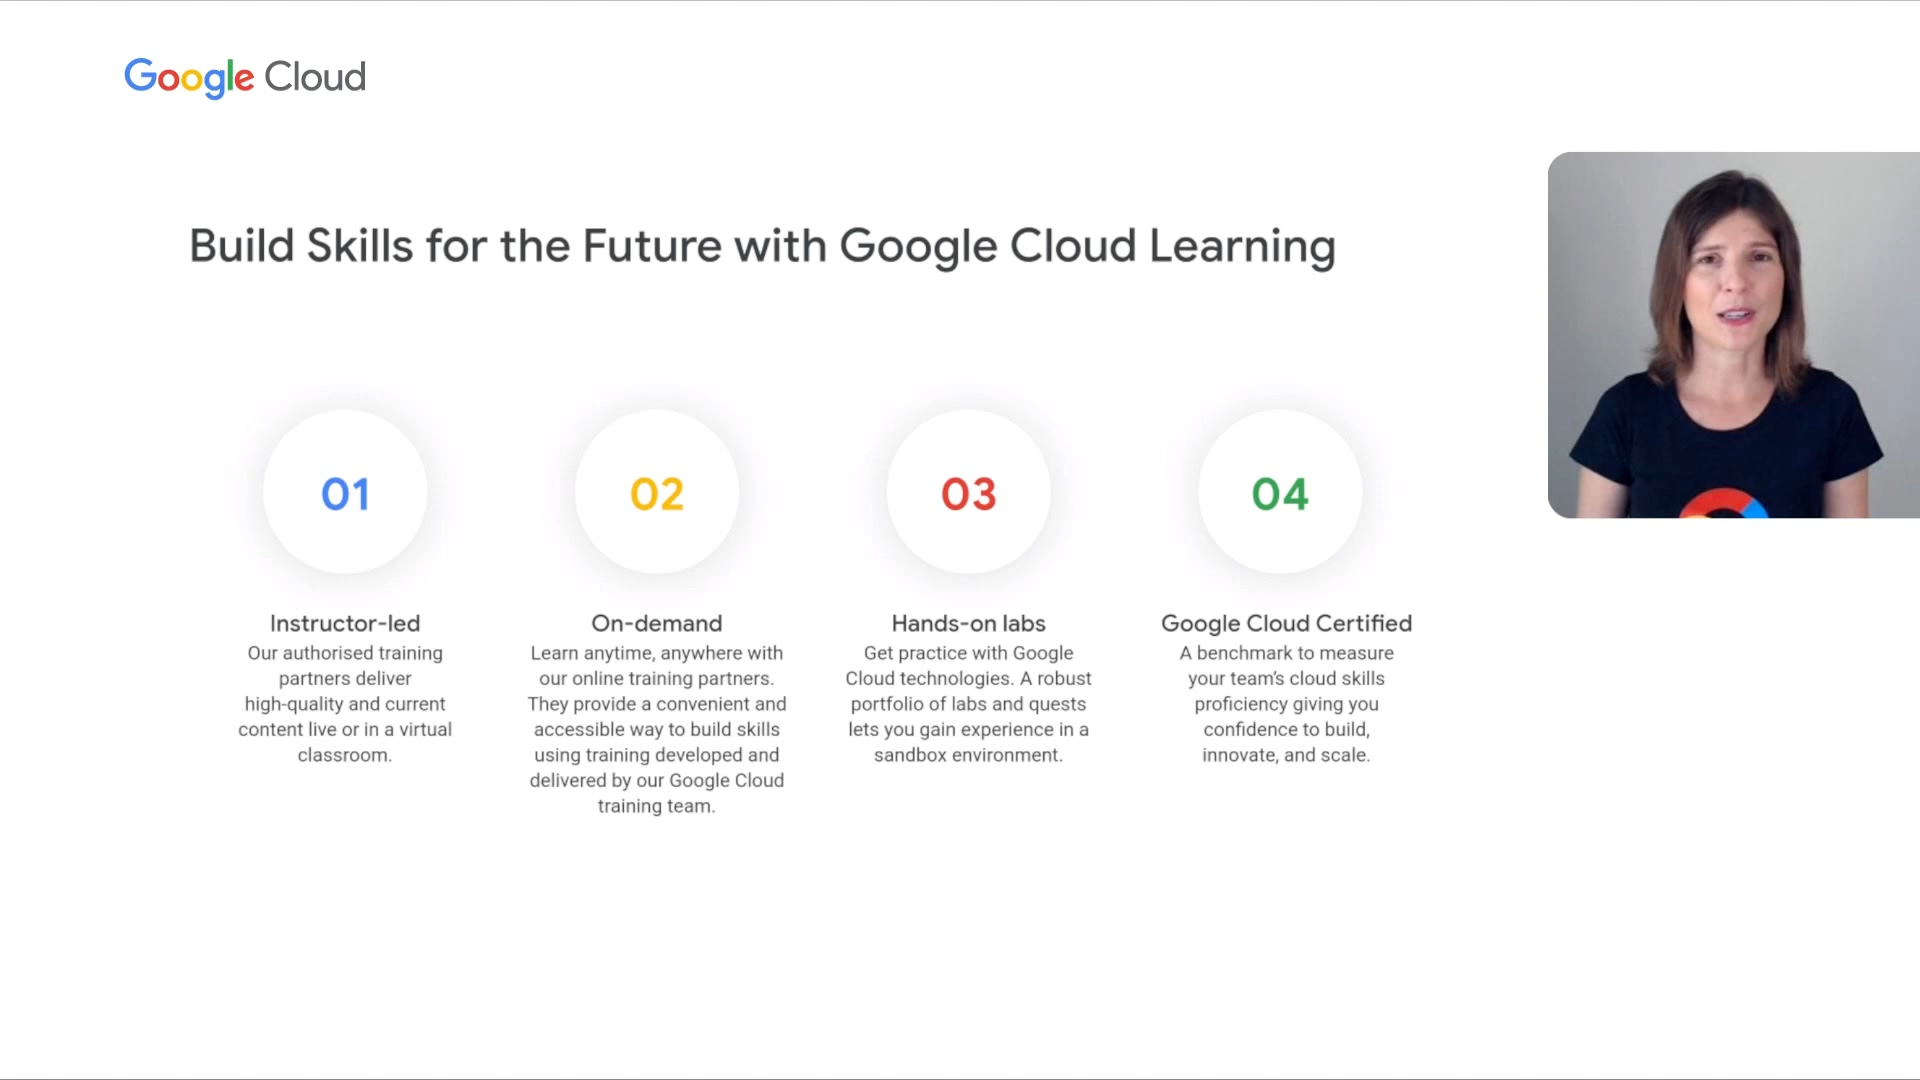 Google Cloud
Build Skills for the Future with Google Cloud Learning
01
Instructor-led
Our authorised training
partners deliver
high-quality and current
content live or in a virtual
classroom.
02
On-demand
Learn anytime, anywhere with
our online training partners.
They provide a convenient and
accessible way to build skills
using training developed and
delivered by our Google Cloud
training team.
03
Hands-on labs
Get practice with Google
Cloud technologies. A robust
portfolio of labs and quests
lets you gain experience in a
sandbox environment.
04
Google Cloud Certified
A benchmark to measure
your team’s cloud skills
proficiency giving you
confidence to build,
innovate, and scale.